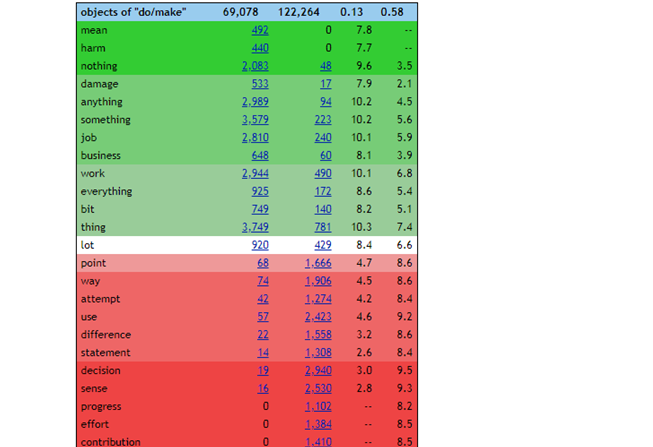 objects of "do/make" 69,078 122,264 0.13 0.58
mean 492 0 7.8 --
harm 440 0 7.7 --
nothing 2,083 48 9.6 3.5
damage 533 17 7.9 2.1
anything 2,989 94 10.2 4.5
something 3,579 223 10.2 5.6
job 2,810 240 10.1 5.9
business 648 60 8.1 3.9
work 2,944 490 10.1 6.8
everything 925 172 8.6 5.4
bit 749 140 8.2 5.1
thing 3,749 781 10.3 7.4
lot 920 429 8.4 6.6
point 68 1,666 4.7 8.6
way 74 1,906 4.5 8.6
attempt 42 1,274 4.2 8.4
use 57 2,423 4.6 9.2
difference 22 1,558 3.2 8.6
statement 14 1,308 2.6 8.4
decision 19 2,940 3.0 9.5
sense 16 2,530 2.8 9.3
progress 0 1,102 -- 8.2
effort 0 1,384 -- 8.5
contribution 0 1,410 -- 8.5